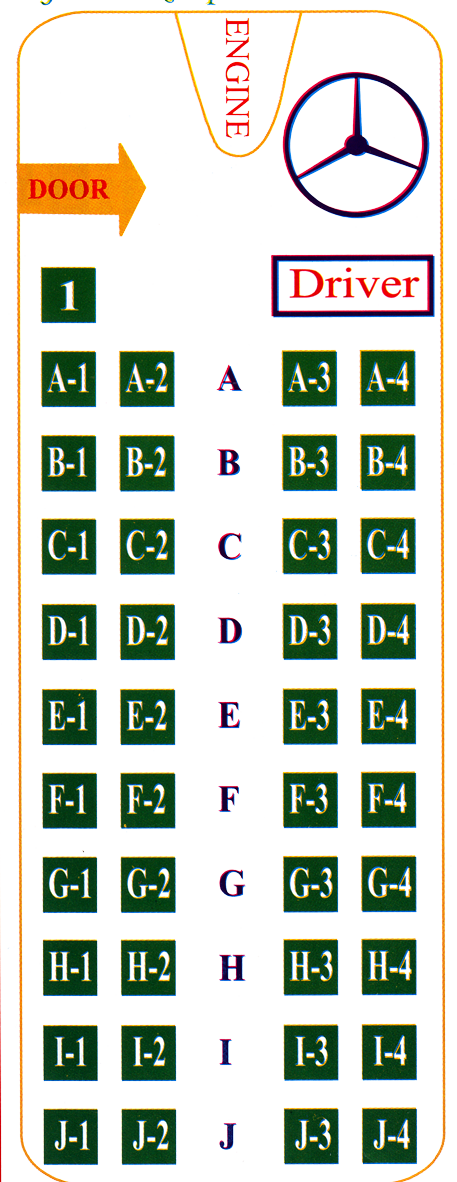 ENGINE
DOOR
Driver
1
A-1 A-2 A A-3 A-4
B-1 B-2 B B-3 B-4
C-1 C-2 C C-3 C-4
D-1 D-2 D D-3 D-4
E-1 E-2 E E-3 E-4
F-1 F-2 F F-3 F-4
G-1 G-2 G G-3 G-4
H-1 H-2 H H-3 H-4
I-1 I-2 I I-3 I-4
J-1 J-2 J J-3 J-4